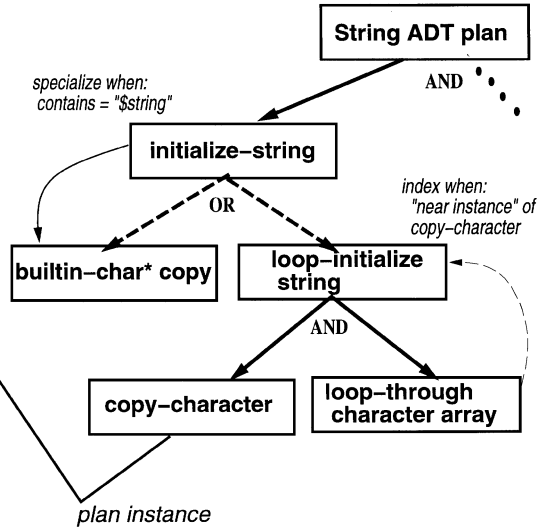 String ADT plan
AND
specialize when:
contains = "$string"
initialize–string
index when:
"near instance" of
copy–character
OR
builtin–char* copy
loop–initialize
string
AND
copy–character
loop–through
character array
plan instance